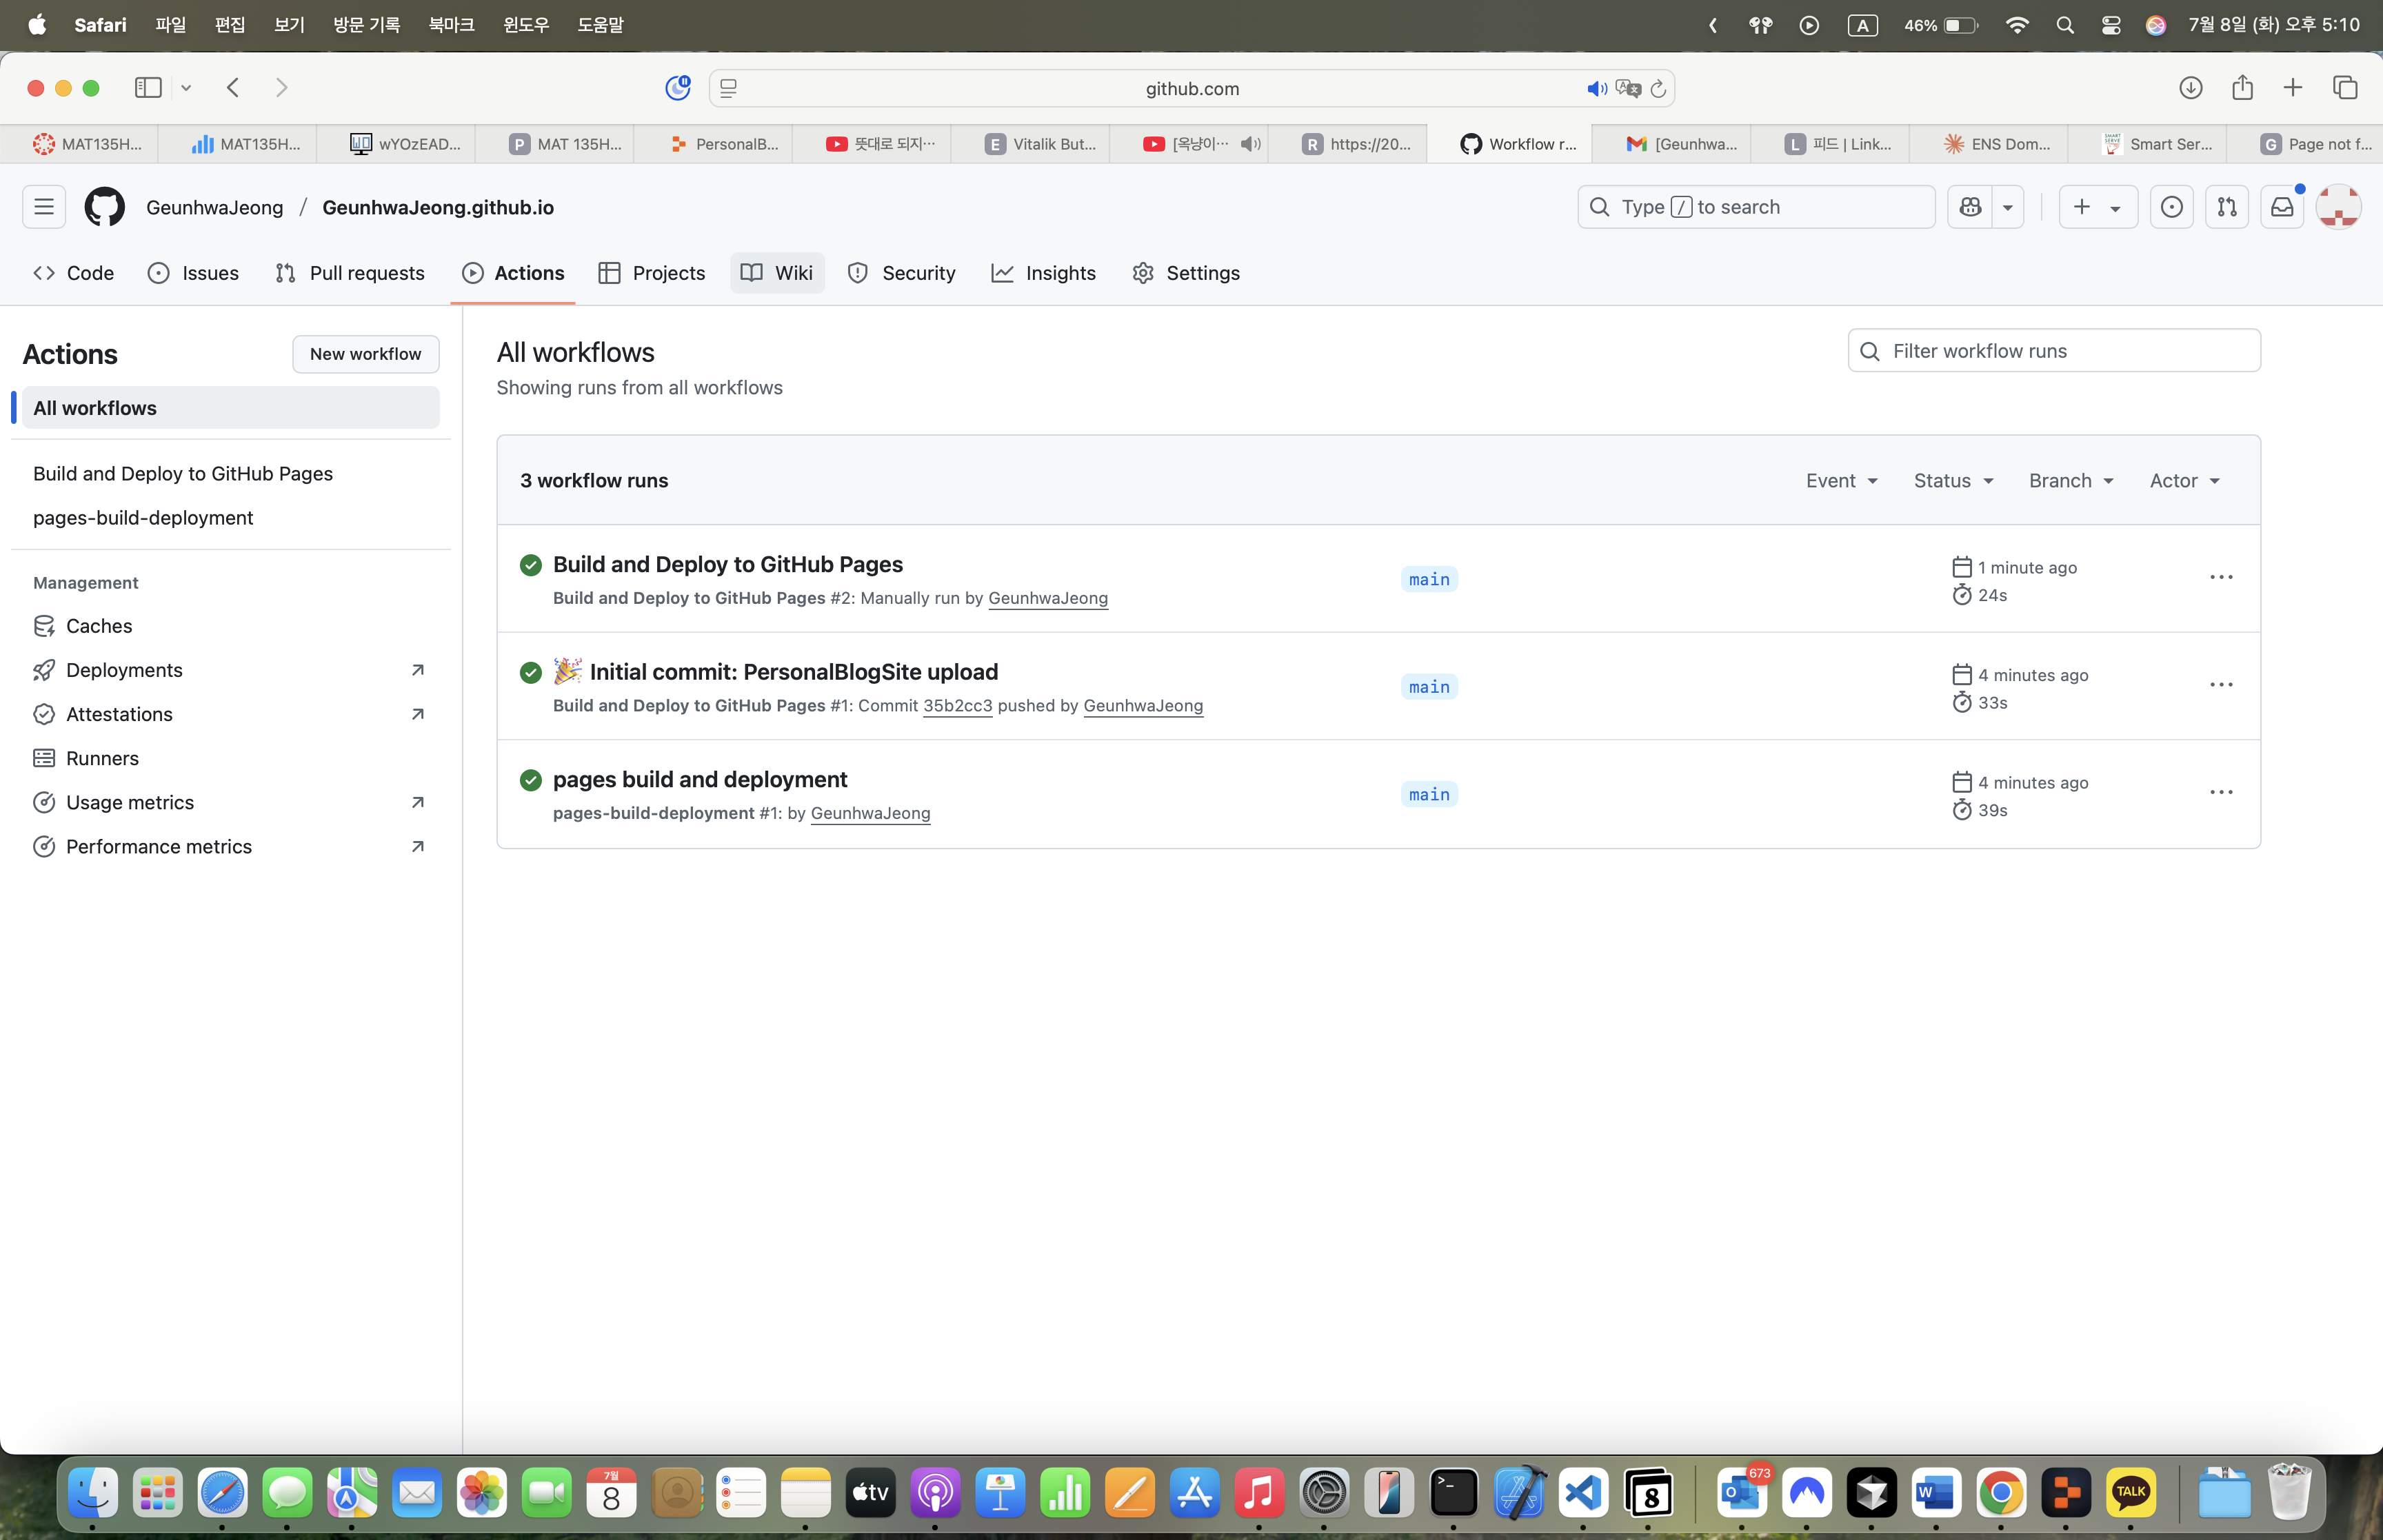 Safari 파일 편집 보기 방문 기록 북마크 윈도우 도움말 A 46% 7월 8일 (화) 오후 5:10
github.com
MAT135H... MAT135H... wYOzEAD... P MAT 135H... PersonalB... 뜻대로 되지… E Vitalik But... [옥냥이… R https://20... Workflow r... [Geunhwa... L 피드 | Link... ENS Dom... Smart Ser... G Page not f...
GeunhwaJeong / GeunhwaJeong.github.io Type / to search
Code Issues Pull requests Actions Projects Wiki Security Insights Settings
Actions
New workflow
All workflows
Build and Deploy to GitHub Pages
pages-build-deployment
Management
Caches
Deployments
Attestations
Runners
Usage metrics
Performance metrics
All workflows
Showing runs from all workflows
Filter workflow runs
3 workflow runs Event Status Branch Actor
Build and Deploy to GitHub Pages
Build and Deploy to GitHub Pages #2: Manually run by GeunhwaJeong
main
1 minute ago
24s
🎉 Initial commit: PersonalBlogSite upload
Build and Deploy to GitHub Pages #1: Commit 35b2cc3 pushed by GeunhwaJeong
main
4 minutes ago
33s
pages build and deployment
pages-build-deployment #1: by GeunhwaJeong
main
4 minutes ago
39s
7월
8
tv
8
673
TALK